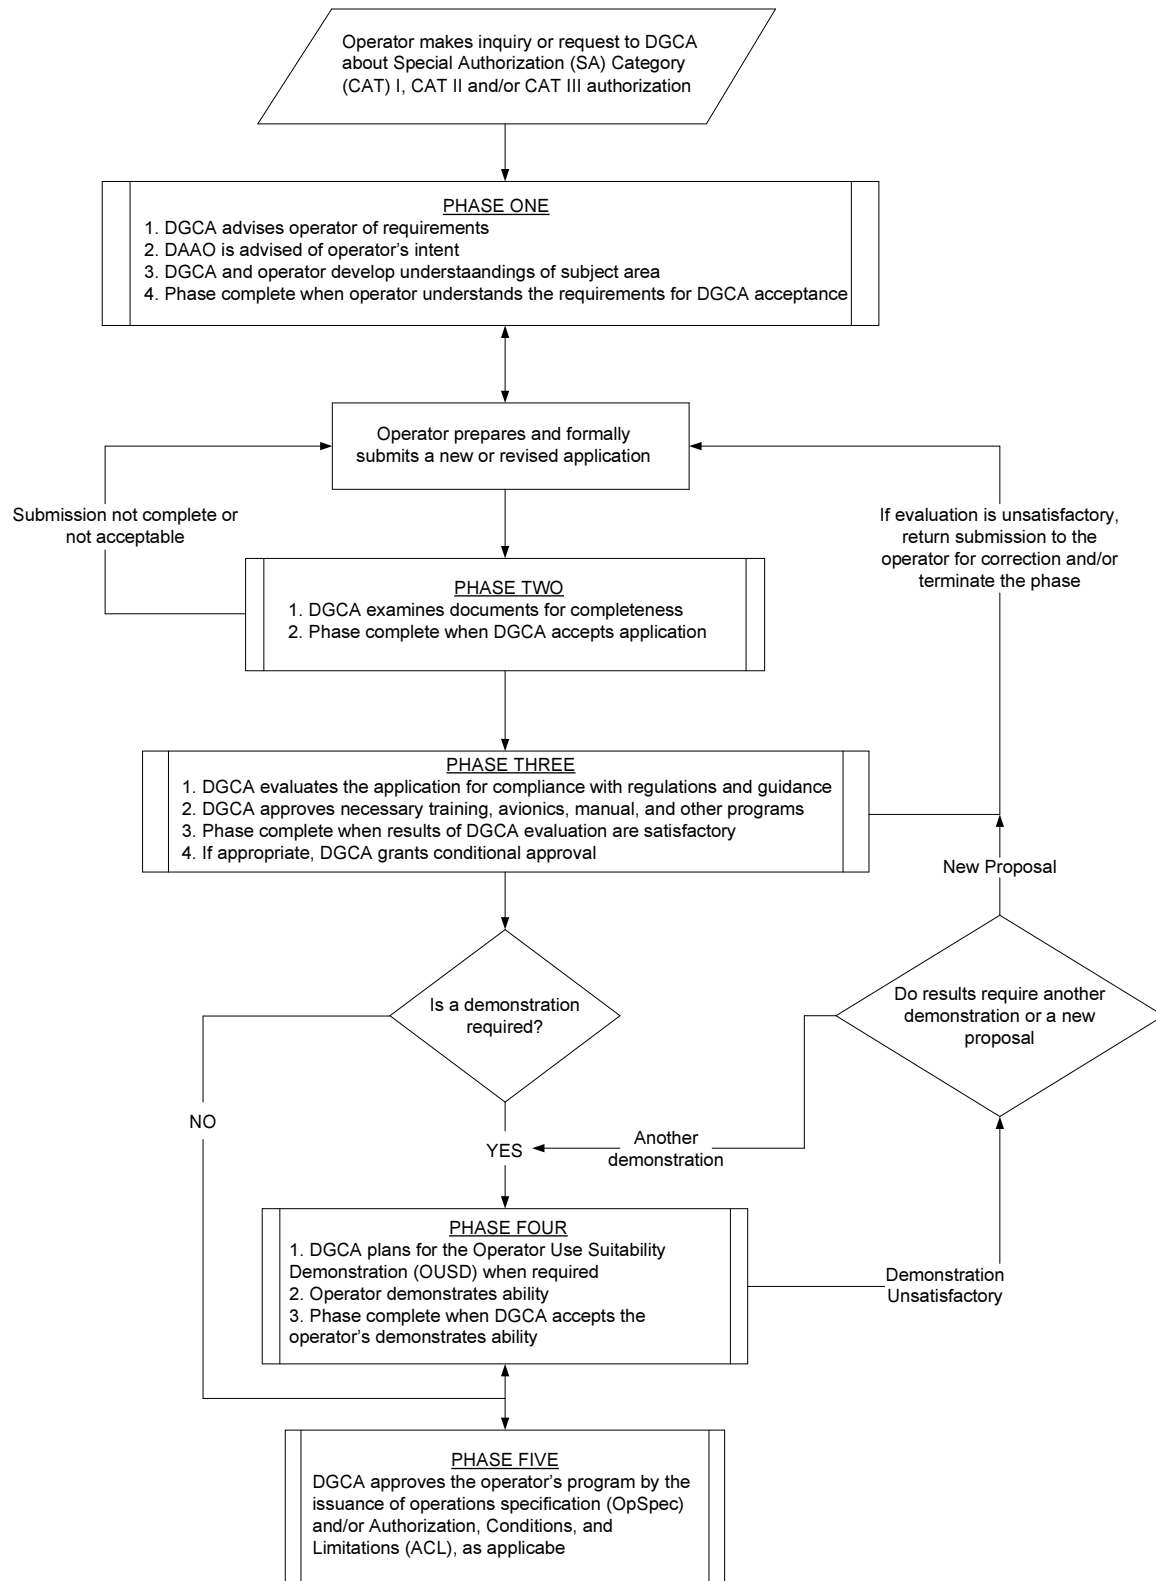 Operator makes inquiry or request to DGCA
about Special Authorization (SA) Category
(CAT) I, CAT II and/or CAT III authorization
PHASE ONE
1. DGCA advises operator of requirements
2. DAAO is advised of operator's intent
3. DGCA and operator develop understaandings of subject area
4. Phase complete when operator understands the requirements for DGCA acceptance
Operator prepares and formally
submits a new or revised application
Submission not complete or
not acceptable
If evaluation is unsatisfactory,
return submission to the
operator for correction and/or
terminate the phase
PHASE TWO
1. DGCA examines documents for completeness
2. Phase complete when DGCA accepts application
PHASE THREE
1. DGCA evaluates the application for compliance with regulations and guidance
2. DGCA approves necessary training, avionics, manual, and other programs
3. Phase complete when results of DGCA evaluation are satisfactory
4. If appropriate, DGCA grants conditional approval
New Proposal
Is a demonstration
required?
Do results require another
demonstration or a new
proposal
NO
YES
Another
demonstration
PHASE FOUR
1. DGCA plans for the Operator Use Suitability
Demonstration (OUSD) when required
2. Operator demonstrates ability
3. Phase complete when DGCA accepts the
operator's demonstrates ability
Demonstration
Unsatisfactory
PHASE FIVE
DGCA approves the operator's program by the
issuance of operations specification (OpSpec)
and/or Authorization, Conditions, and
Limitations (ACL), as applicabe